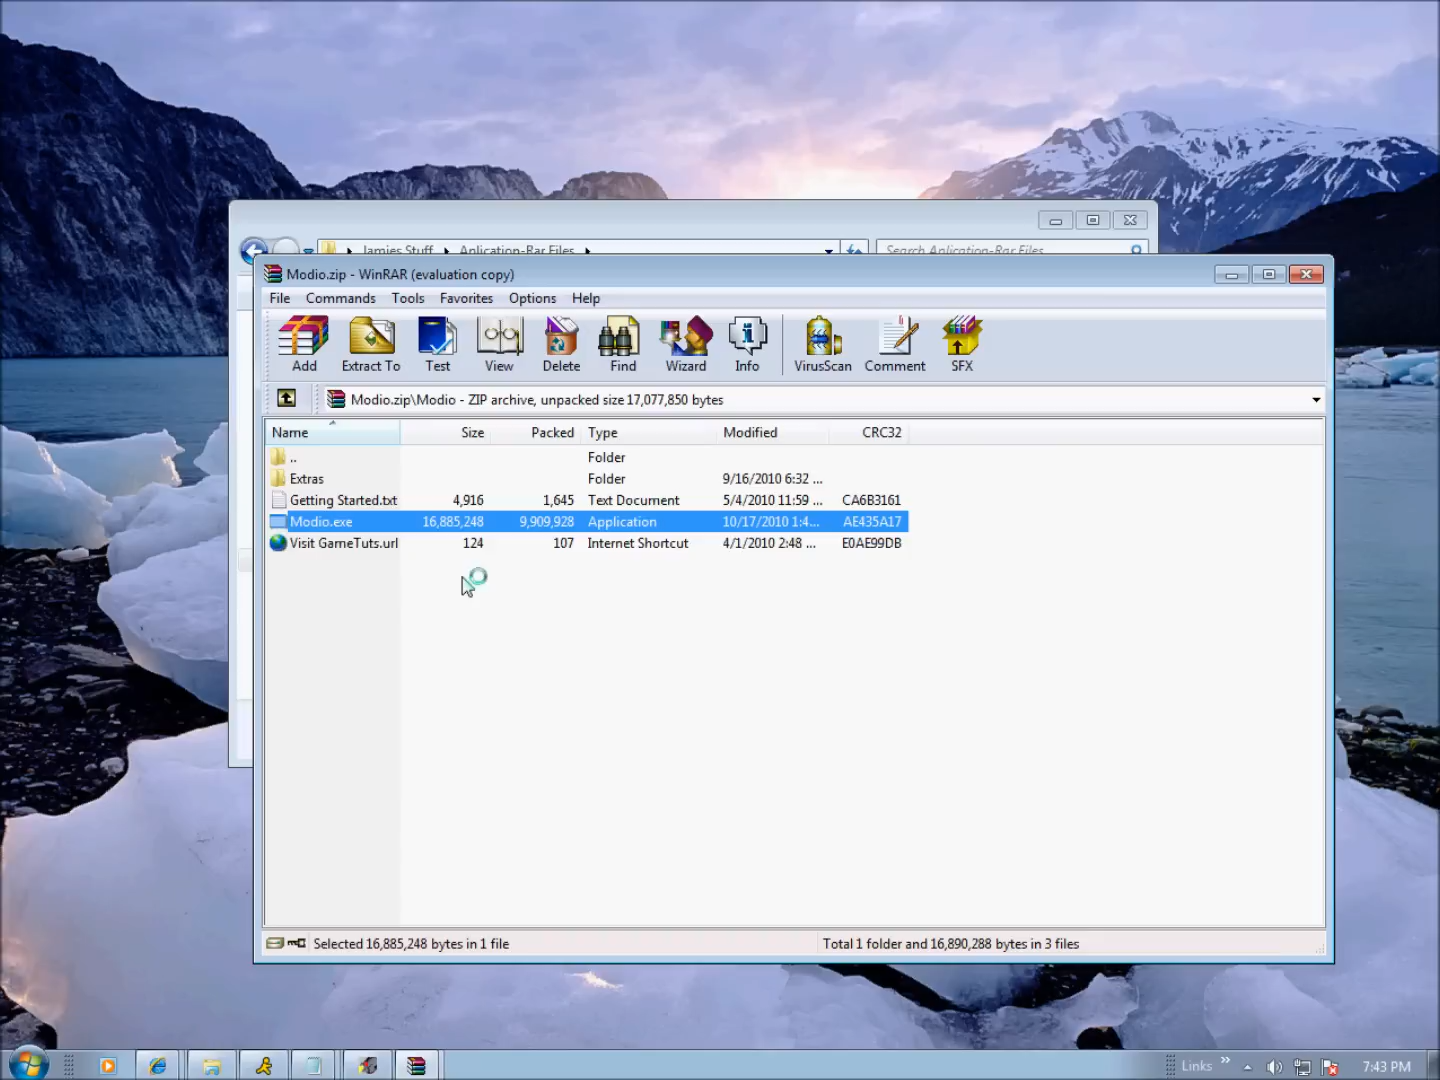 Jamies Stuff Aplication-Rar Files Search Aplication-Rar Files
Modio.zip - WinRAR (evaluation copy)
File Commands Tools Favorites Options Help
Add Extract To Test View Delete Find Wizard Info VirusScan Comment SFX
Modio.zip\Modio - ZIP archive, unpacked size 17,077,850 bytes
Name Size Packed Type Modified CRC32
.. Folder
Extras Folder 9/16/2010 6:32 ...
Getting Started.txt 4,916 1,645 Text Document 5/4/2010 11:59 ... CA6B3161
Modio.exe 16,885,248 9,909,928 Application 10/17/2010 1:4... AE435A17
Visit GameTuts.url 124 107 Internet Shortcut 4/1/2010 2:48 ... E0AE99DB
Selected 16,885,248 bytes in 1 file Total 1 folder and 16,890,288 bytes in 3 files
Links 7:43 PM